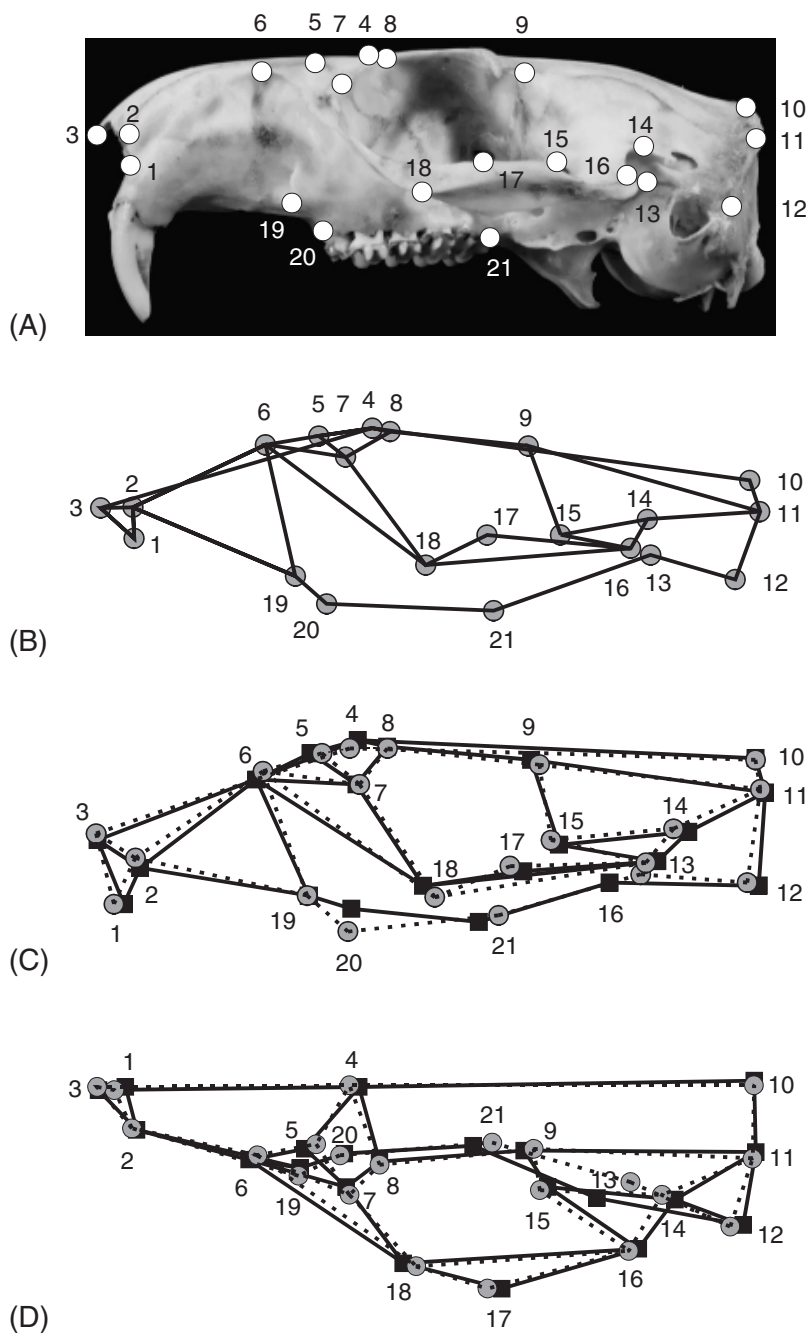 5 7 4 8
6 9
3 2 10
1 14 11
15
18 17 16
12
19 13
20 21
(A)
5 7 4 8
6 9
2
3 10
1 17 15 14 11
18
19 16 13 12
20
21
(B)
4
5 8 9
6 10
3 7 11
15 14
2 17
18 13
1 19 16 12
20 21
(C)
1 4
3 10
2 5 20 21 9
6 8 11
19 7 13
15 14 12
18 16
17
(D)